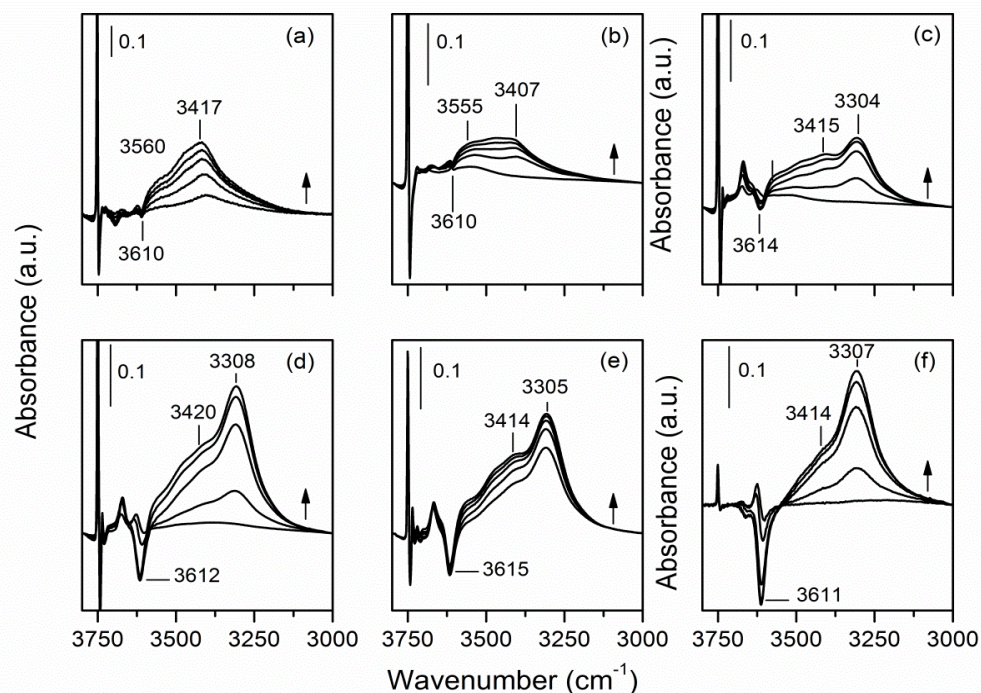 (a)
0.1
3417
3560
3610
(b)
0.1
3555
3407
3610
(c)
0.1
3415
3304
3614
Absorbance (a.u.)
(d)
0.1
3308
3420
3612
(e)
0.1
3305
3414
3615
(f)
0.1
3307
3414
3611
Absorbance (a.u.)
Absorbance (a.u.)
3750 3500 3250 3000 3750 3500 3250 3000 3750 3500 3250 3000
Wavenumber (cm⁻¹)